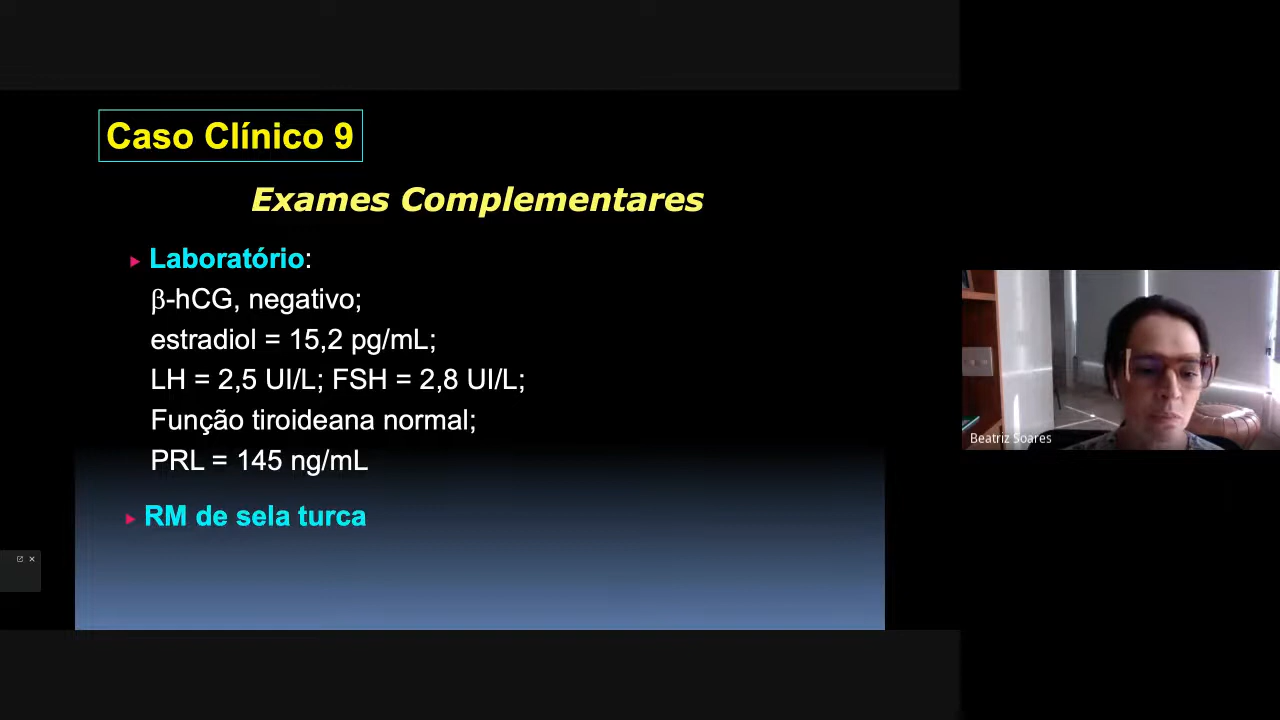 Caso Clínico 9
Exames Complementares
Laboratório:
β-hCG, negativo;
estradiol = 15,2 pg/mL;
LH = 2,5 UI/L; FSH = 2,8 UI/L;
Função tiroideana normal;
PRL = 145 ng/mL
RM de sela turca
Beatriz Soares